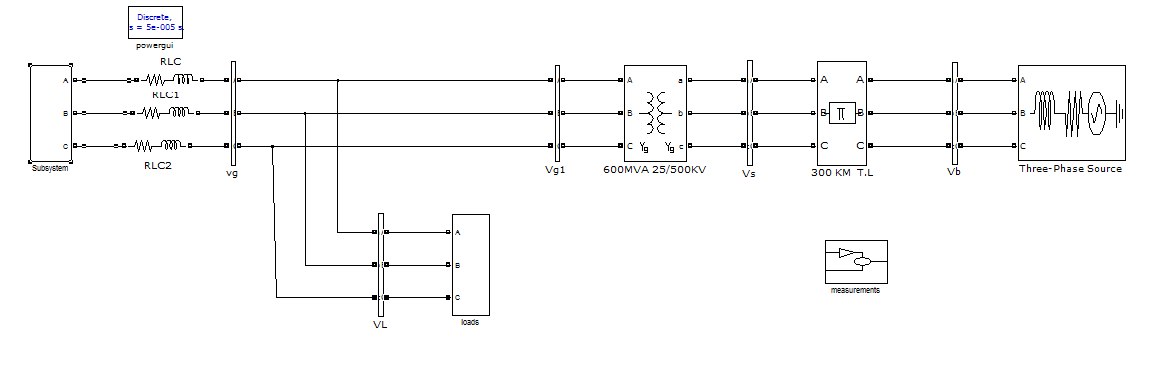 Discrete,
s = 5e-005 s
powergui
RLC
A
RLC1
B
C
RLC2
Subsystem
vg
Vg1
A a
B b
C Yg Yg c
600MVA 25/500KV
Vs
A A
B π B
C C
300 KM T.L
Vb
A
B
C
Three-Phase Source
A
B
C
VL
loads
measurements